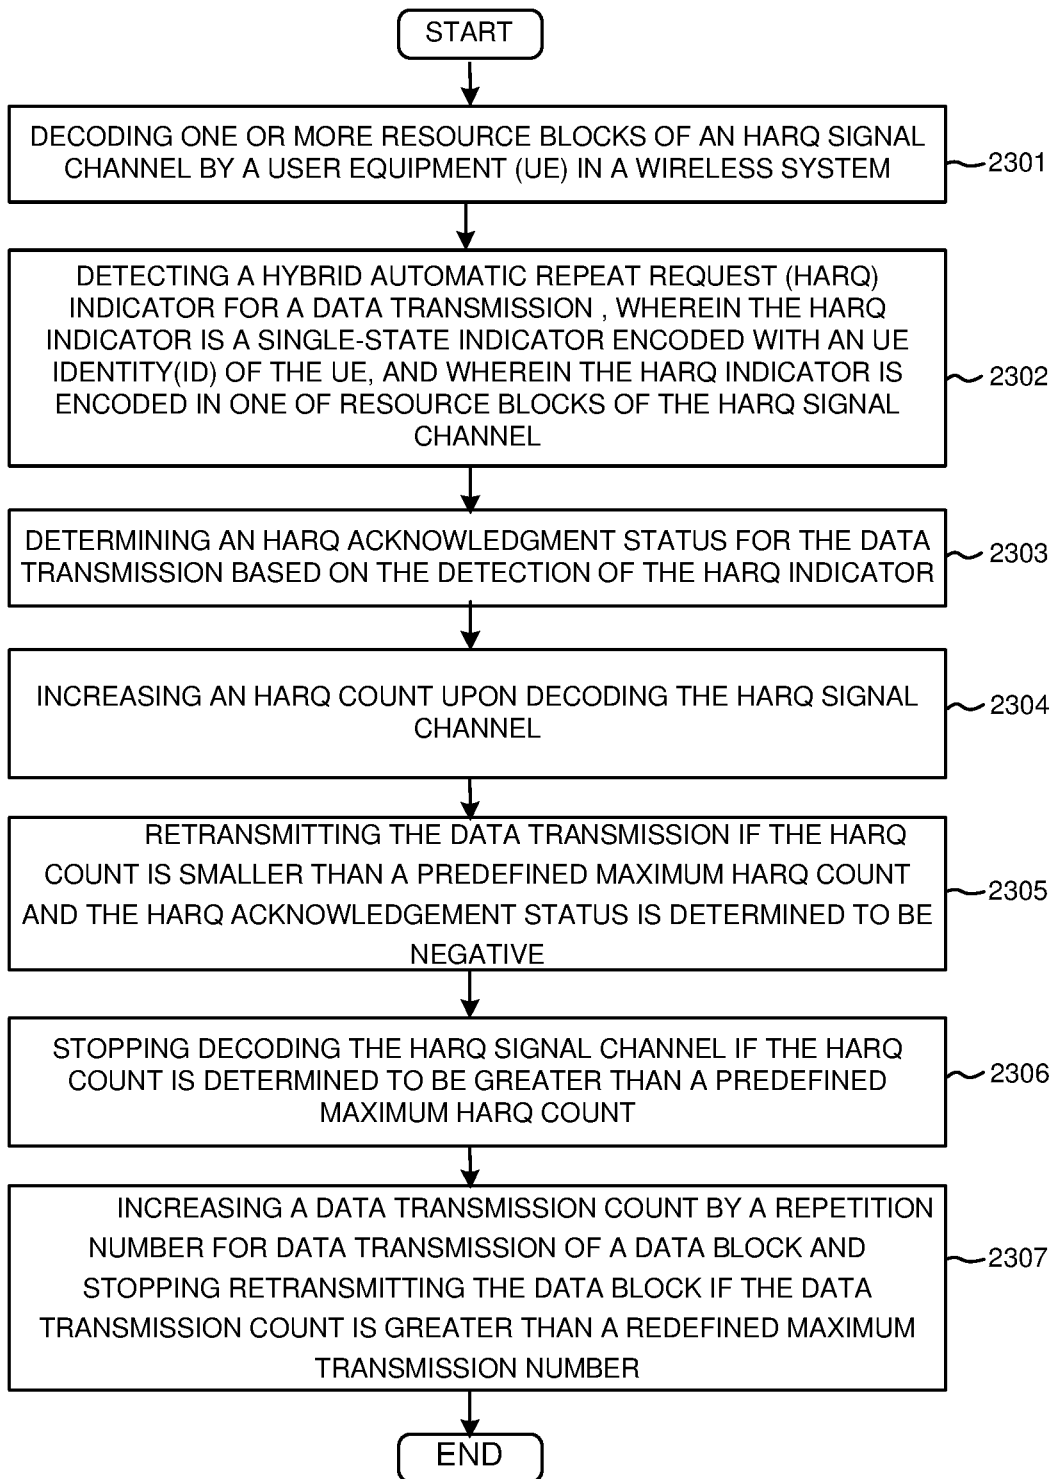 START
DECODING ONE OR MORE RESOURCE BLOCKS OF AN HARQ SIGNAL
CHANNEL BY A USER EQUIPMENT (UE) IN A WIRELESS SYSTEM
2301
DETECTING A HYBRID AUTOMATIC REPEAT REQUEST (HARQ)
INDICATOR FOR A DATA TRANSMISSION , WHEREIN THE HARQ
INDICATOR IS A SINGLE-STATE INDICATOR ENCODED WITH AN UE
IDENTITY(ID) OF THE UE, AND WHEREIN THE HARQ INDICATOR IS
ENCODED IN ONE OF RESOURCE BLOCKS OF THE HARQ SIGNAL
CHANNEL
2302
DETERMINING AN HARQ ACKNOWLEDGMENT STATUS FOR THE DATA
TRANSMISSION BASED ON THE DETECTION OF THE HARQ INDICATOR
2303
INCREASING AN HARQ COUNT UPON DECODING THE HARQ SIGNAL
CHANNEL
2304
RETRANSMITTING THE DATA TRANSMISSION IF THE HARQ
COUNT IS SMALLER THAN A PREDEFINED MAXIMUM HARQ COUNT
AND THE HARQ ACKNOWLEDGEMENT STATUS IS DETERMINED TO BE
NEGATIVE
2305
STOPPING DECODING THE HARQ SIGNAL CHANNEL IF THE HARQ
COUNT IS DETERMINED TO BE GREATER THAN A PREDEFINED
MAXIMUM HARQ COUNT
2306
INCREASING A DATA TRANSMISSION COUNT BY A REPETITION
NUMBER FOR DATA TRANSMISSION OF A DATA BLOCK AND
STOPPING RETRANSMITTING THE DATA BLOCK IF THE DATA
TRANSMISSION COUNT IS GREATER THAN A REDEFINED MAXIMUM
TRANSMISSION NUMBER
2307
END